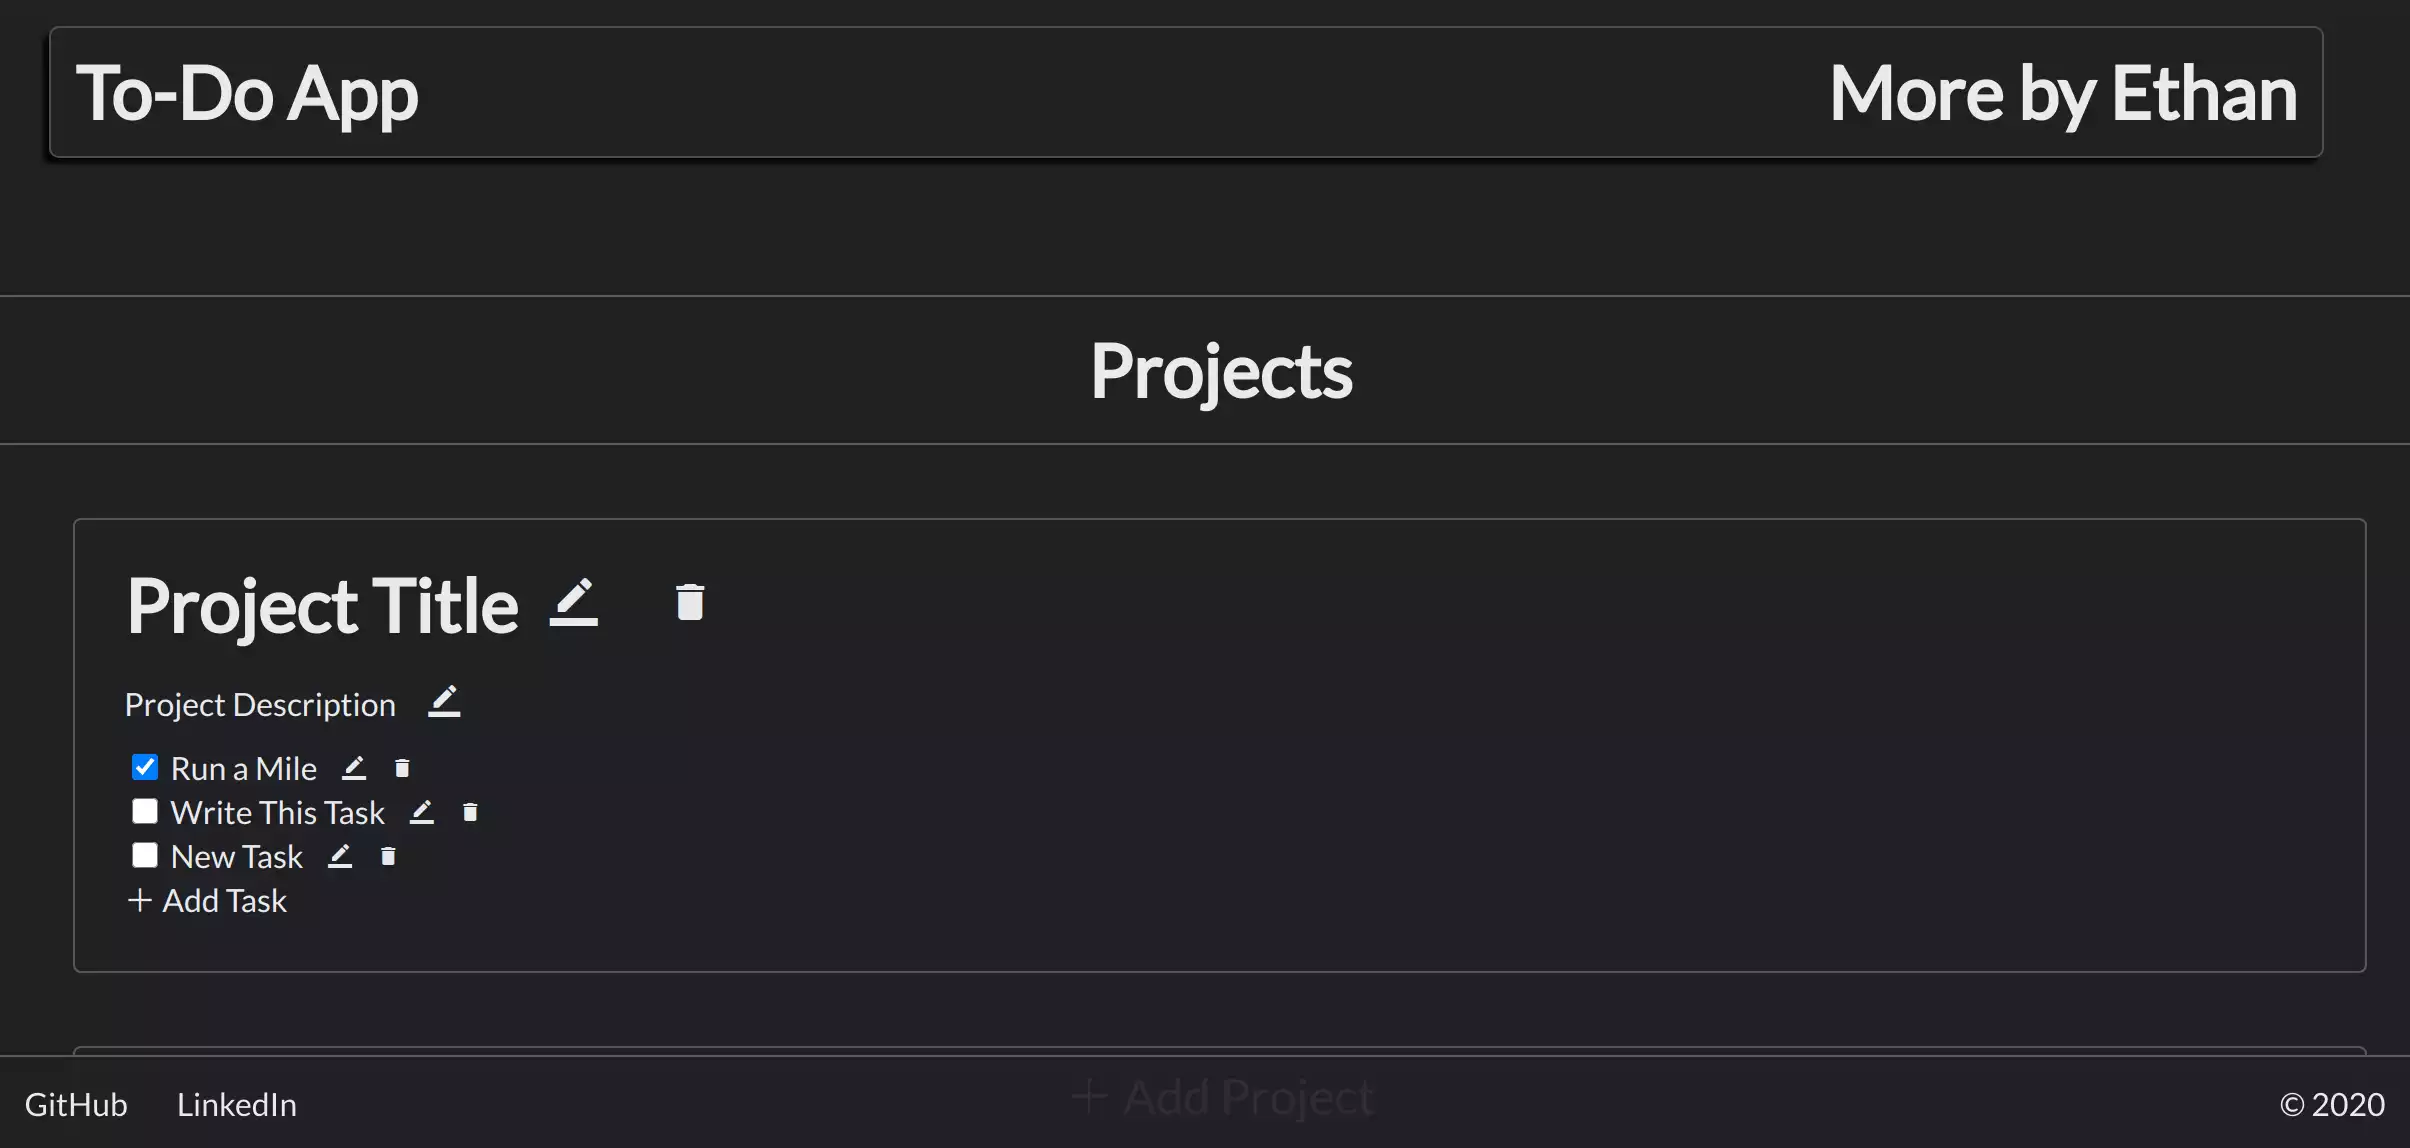 To-Do App More by Ethan
Projects
Project Title
Project Description
Run a Mile
Write This Task
New Task
+ Add Task
+ Add Project
GitHub LinkedIn © 2020